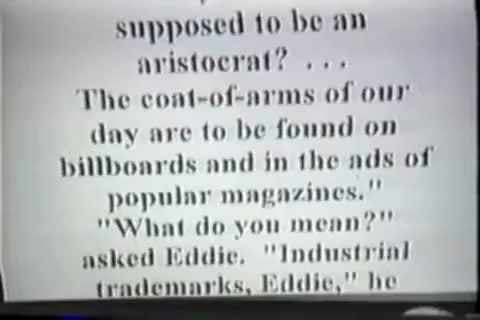 supposed to be an
aristocrat? ...
The coat-of-arms of our
day are to be found on
billboards and in the ads of
popular magazines."
"What do you mean?"
asked Eddie. "Industrial
trademarks, Eddie," he